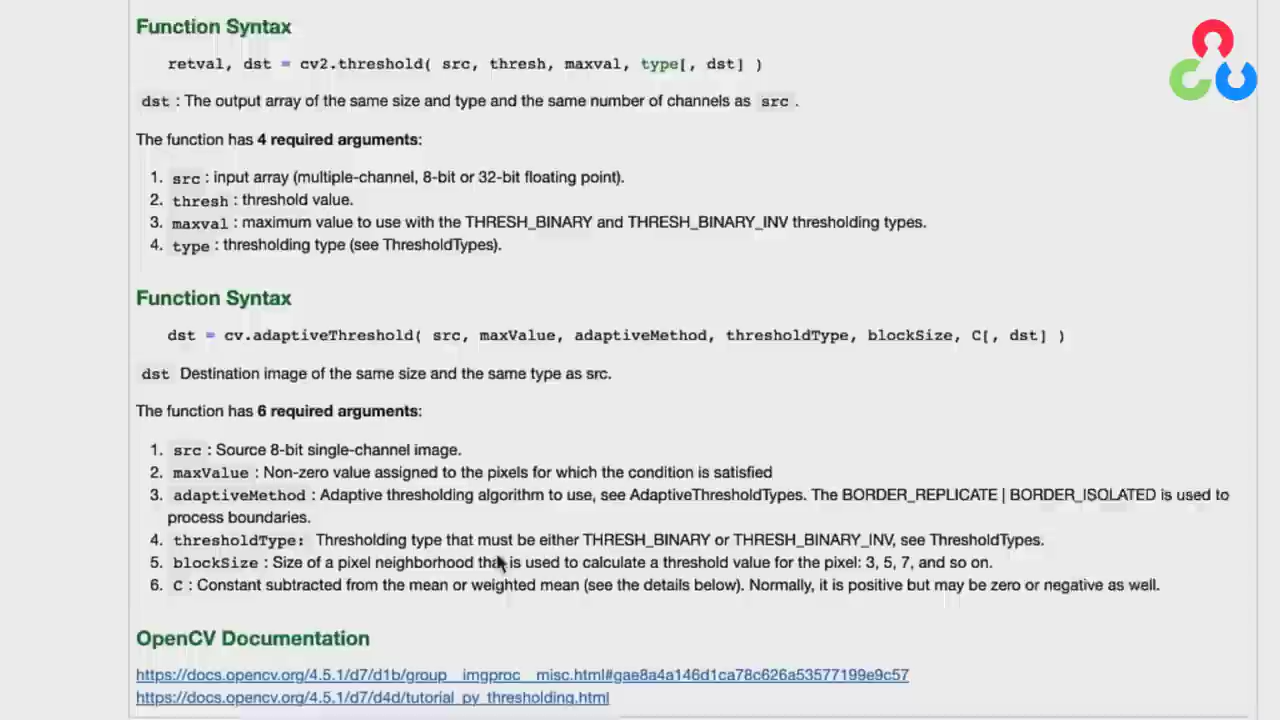 Function Syntax
retval, dst = cv2.threshold( src, thresh, maxval, type[, dst] )
dst : The output array of the same size and type and the same number of channels as src .
The function has 4 required arguments:
1. src : input array (multiple-channel, 8-bit or 32-bit floating point).
2. thresh : threshold value.
3. maxval : maximum value to use with the THRESH_BINARY and THRESH_BINARY_INV thresholding types.
4. type : thresholding type (see ThresholdTypes).
Function Syntax
dst = cv.adaptiveThreshold( src, maxValue, adaptiveMethod, thresholdType, blockSize, C[, dst] )
dst Destination image of the same size and the same type as src.
The function has 6 required arguments:
1. src : Source 8-bit single-channel image.
2. maxValue : Non-zero value assigned to the pixels for which the condition is satisfied
3. adaptiveMethod : Adaptive thresholding algorithm to use, see AdaptiveThresholdTypes. The BORDER_REPLICATE | BORDER_ISOLATED is used to
process boundaries.
4. thresholdType: Thresholding type that must be either THRESH_BINARY or THRESH_BINARY_INV, see ThresholdTypes.
5. blockSize : Size of a pixel neighborhood that is used to calculate a threshold value for the pixel: 3, 5, 7, and so on.
6. C : Constant subtracted from the mean or weighted mean (see the details below). Normally, it is positive but may be zero or negative as well.
OpenCV Documentation
https://docs.opencv.org/4.5.1/d7/d1b/group__imgproc__misc.html#gae8a4a146d1ca78c626a53577199e9c57
https://docs.opencv.org/4.5.1/d7/d4d/tutorial_py_thresholding.html